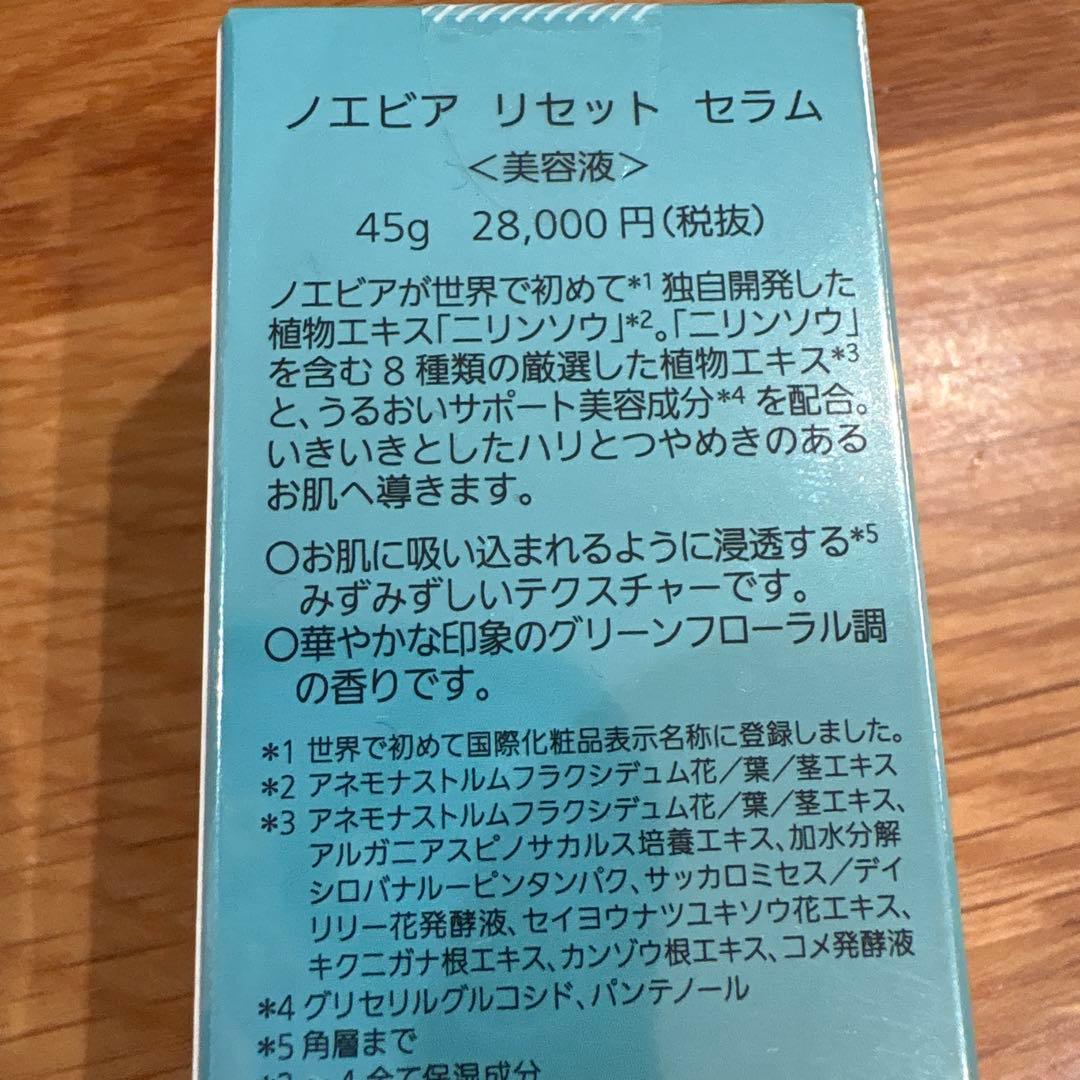 ノエビア リセット セラム
＜美容液＞
45g 28,000円(税抜)
ノエビアが世界で初めて*1 独自開発した
植物エキス「ニリンソウ」*2。「ニリンソウ」
を含む 8 種類の厳選した植物エキス*3
と、うるおいサポート美容成分*4 を配合。
いきいきとしたハリとつやめきのある
お肌へ導きます。
○お肌に吸い込まれるように浸透する*5
みずみずしいテクスチャーです。
○華やかな印象のグリーンフローラル調
の香りです。
*1 世界で初めて国際化粧品表示名称に登録しました。
*2 アネモナストルムフラクシデュム花／葉／茎エキス
*3 アネモナストルムフラクシデュム花／葉／茎エキス、
アルガニアスピノサカルス培養エキス、加水分解
シロバナルーピンタンパク、サッカロミセス／デイ
リリー花発酵液、セイヨウナツユキソウ花エキス、
キクニガナ根エキス、カンゾウ根エキス、コメ発酵液
*4 グリセリルグルコシド、パンテノール
*5 角層まで
全て保湿成分